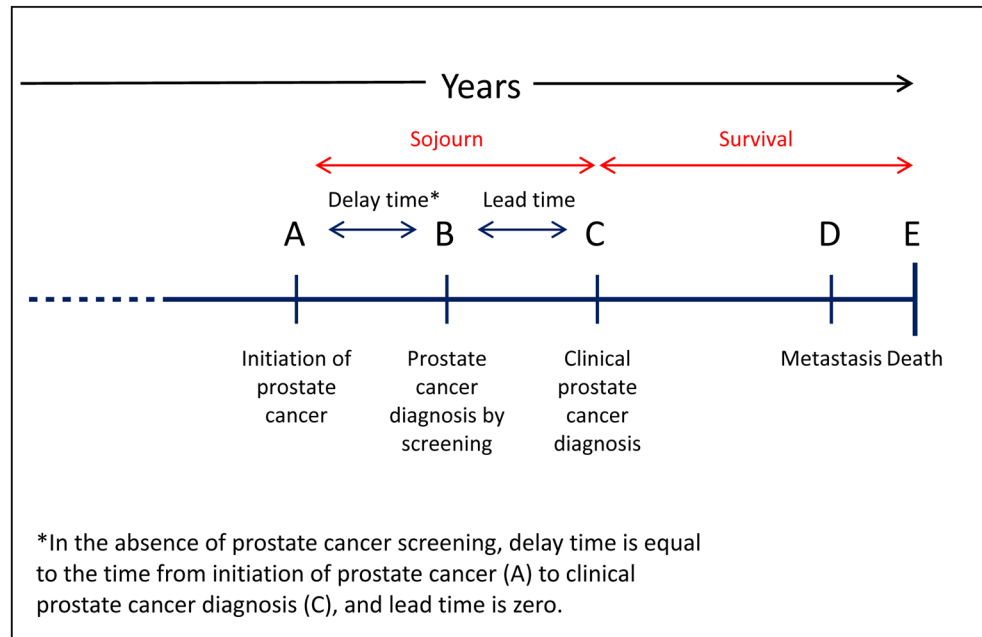 Years
Sojourn
Survival
Delay time*
Lead time
A
B
C
D
E
Initiation of
prostate
cancer
Prostate
cancer
diagnosis by
screening
Clinical
prostate
cancer
diagnosis
Metastasis
Death
*In the absence of prostate cancer screening, delay time is equal
to the time from initiation of prostate cancer (A) to clinical
prostate cancer diagnosis (C), and lead time is zero.